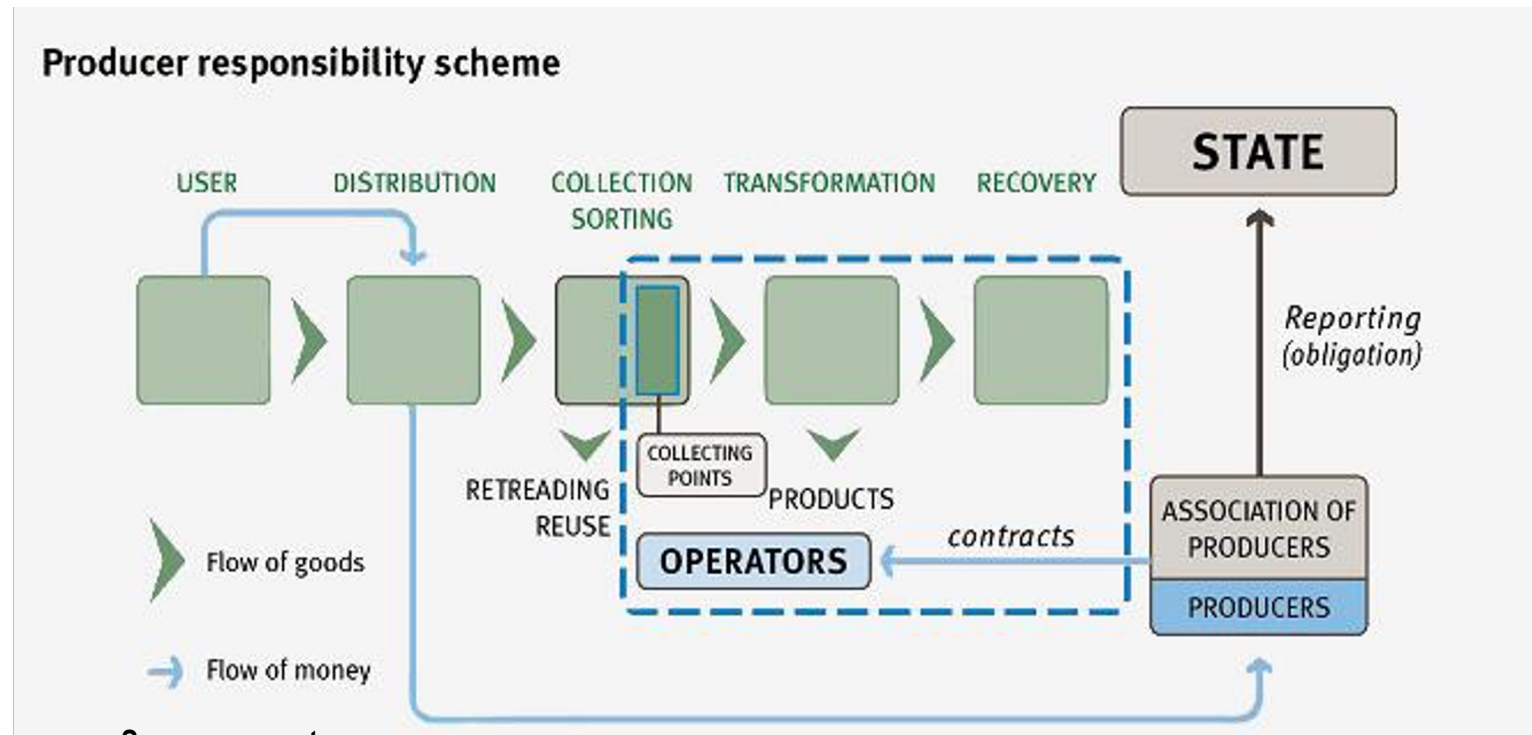 Producer responsibility scheme
STATE
USER
DISTRIBUTION
COLLECTION
SORTING
TRANSFORMATION
RECOVERY
Reporting
(obligation)
COLLECTING
POINTS
RETREADING
REUSE
PRODUCTS
ASSOCIATION OF
PRODUCERS
contracts
OPERATORS
PRODUCERS
Flow of goods
Flow of money